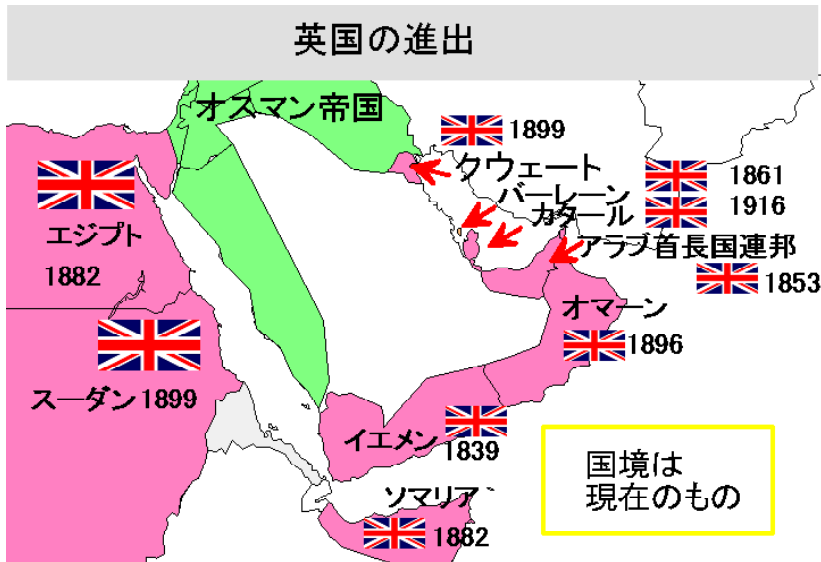 英国の進出
オスマン帝国
1899
クウェート
バーレーン
1861
カタール
1916
アラブ首長国連邦
1853
エジプト
1882
オマーン
1896
スーダン1899
イエメン
1839
ソマリア
1882
国境は
現在のもの